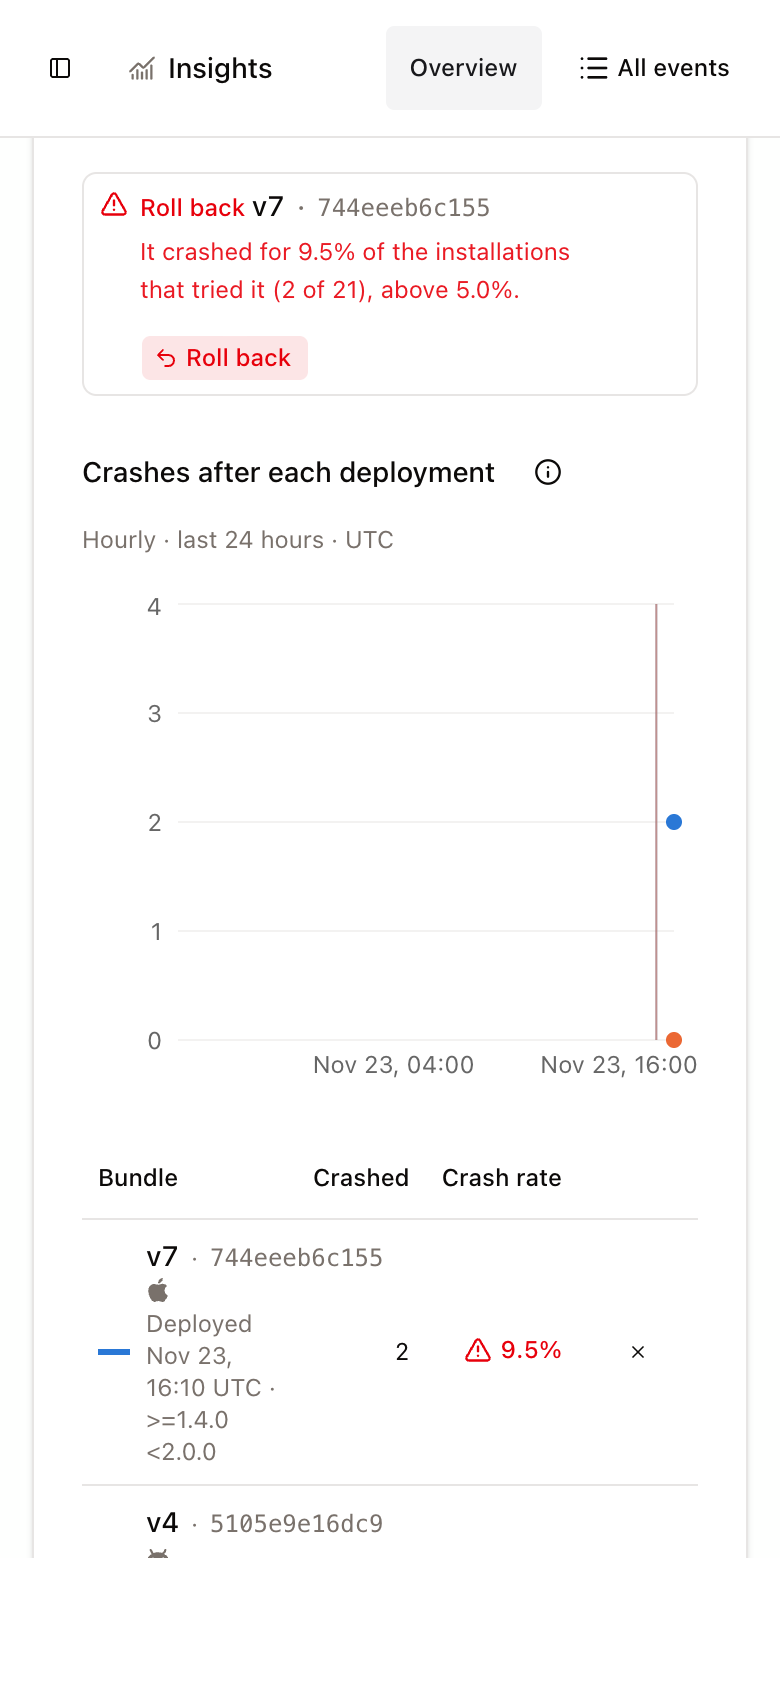 Insights
Overview
All events
Roll back v7 · 744eeeb6c155
It crashed for 9.5% of the installations
that tried it (2 of 21), above 5.0%.
Roll back
Crashes after each deployment
Hourly · last 24 hours · UTC
4
3
2
1
0
Nov 23, 04:00
Nov 23, 16:00
Bundle
Crashed
Crash rate
v7 · 744eeeb6c155
Deployed
Nov 23,
16:10 UTC ·
>=1.4.0
<2.0.0
2
9.5%
v4 · 5105e9e16dc9